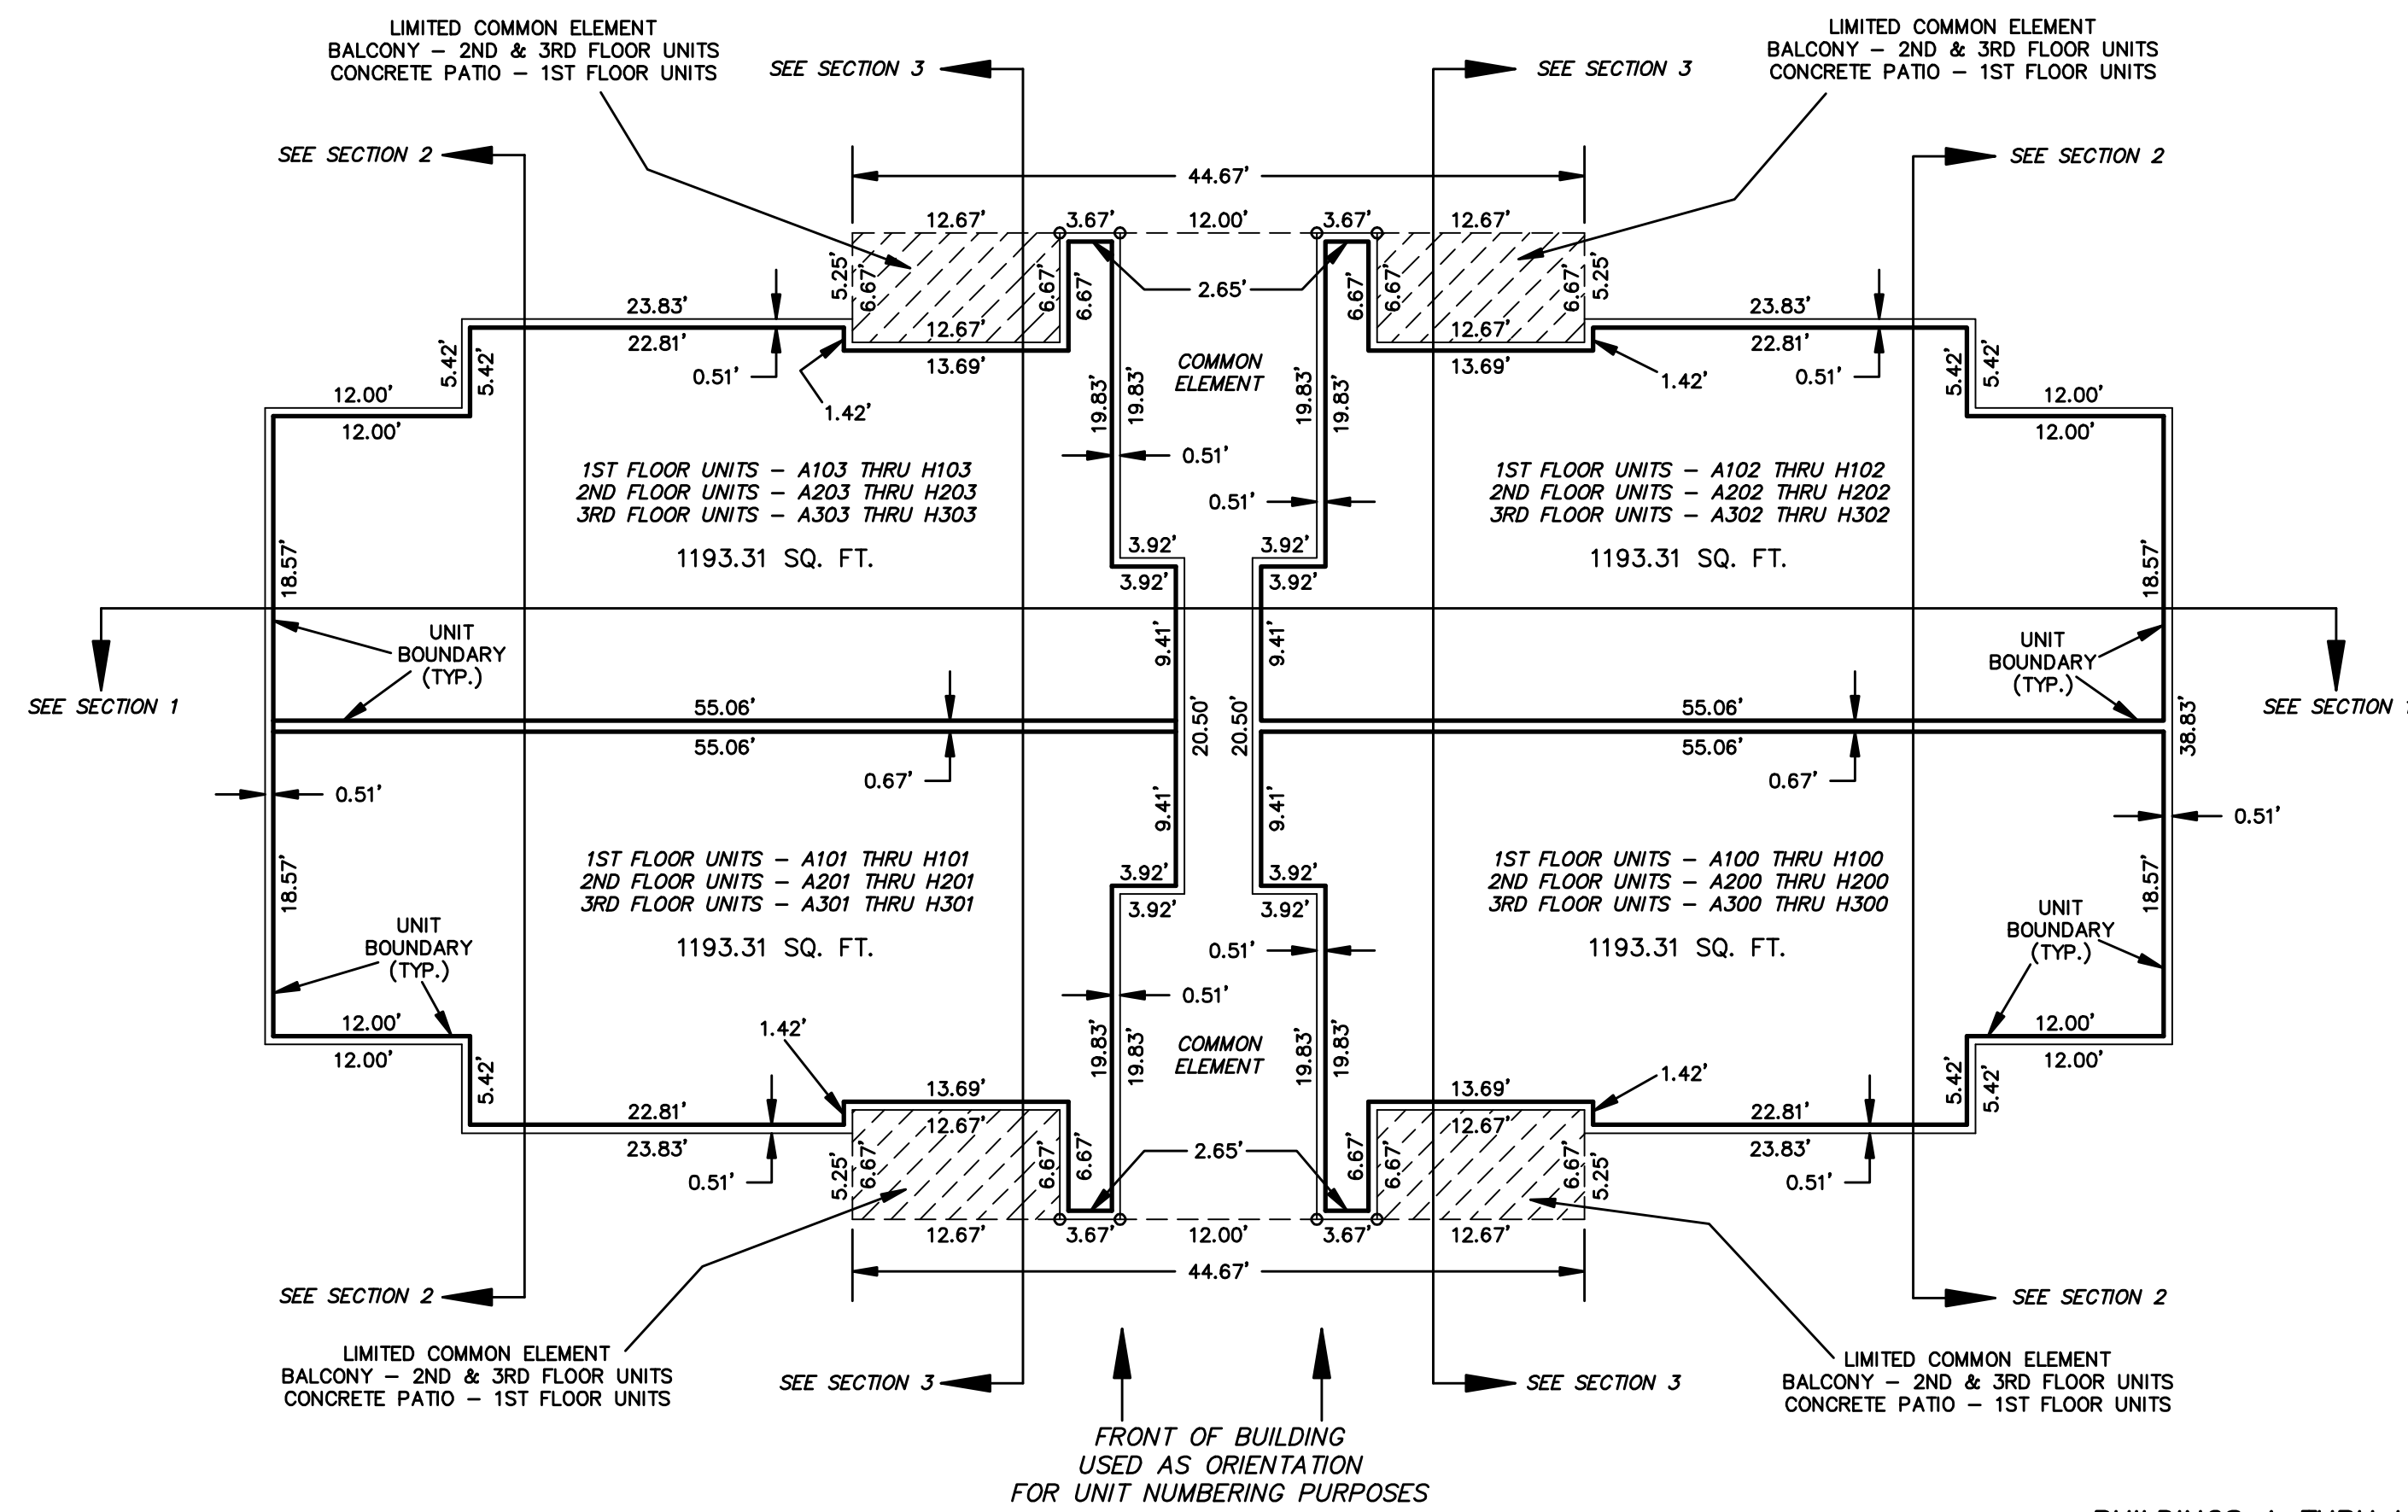 LIMITED COMMON ELEMENT
BALCONY – 2ND & 3RD FLOOR UNITS
CONCRETE PATIO – 1ST FLOOR UNITS
SEE SECTION 3
SEE SECTION 3
LIMITED COMMON ELEMENT
BALCONY – 2ND & 3RD FLOOR UNITS
CONCRETE PATIO – 1ST FLOOR UNITS
SEE SECTION 2
SEE SECTION 2
44.67'
12.67' 3.67' 12.00' 3.67' 12.67'
5.25' 6.67' 6.67' 6.67' 2.65' 6.67' 6.67' 6.67' 5.25'
23.83' 12.67' 12.67' 23.83'
22.81' 13.69' 13.69' 22.81'
0.51' 1.42' 1.42' 0.51'
5.42' 5.42' 5.42' 5.42'
COMMON
ELEMENT
12.00' 12.00'
12.00' 12.00'
19.83' 19.83' 19.83' 19.83'
0.51'
0.51'
1ST FLOOR UNITS – A103 THRU H103
2ND FLOOR UNITS – A203 THRU H203
3RD FLOOR UNITS – A303 THRU H303
1193.31 SQ. FT.
1ST FLOOR UNITS – A102 THRU H102
2ND FLOOR UNITS – A202 THRU H202
3RD FLOOR UNITS – A302 THRU H302
1193.31 SQ. FT.
3.92' 3.92'
3.92' 3.92'
18.57' 18.57'
UNIT
BOUNDARY
(TYP.)
9.41' 9.41'
UNIT
BOUNDARY
(TYP.)
SEE SECTION 1
SEE SECTION
55.06' 55.06'
20.50' 20.50' 38.83'
55.06' 55.06'
0.67' 0.67'
0.51' 0.51'
9.41' 9.41'
18.57' 18.57'
1ST FLOOR UNITS – A101 THRU H101
2ND FLOOR UNITS – A201 THRU H201
3RD FLOOR UNITS – A301 THRU H301
1193.31 SQ. FT.
1ST FLOOR UNITS – A100 THRU H100
2ND FLOOR UNITS – A200 THRU H200
3RD FLOOR UNITS – A300 THRU H300
1193.31 SQ. FT.
3.92' 3.92'
3.92' 3.92'
UNIT
BOUNDARY
(TYP.)
UNIT
BOUNDARY
(TYP.)
0.51'
0.51'
12.00' 12.00'
12.00' 12.00'
19.83' 19.83' 19.83' 19.83'
COMMON
ELEMENT
1.42' 1.42'
5.42' 5.42' 5.42'
22.81' 13.69' 13.69' 22.81'
23.83' 12.67' 12.67' 23.83'
0.51' 0.51'
5.25' 6.67' 6.67' 6.67' 2.65' 6.67' 6.67' 6.67' 5.25'
12.67' 3.67' 12.00' 3.67' 12.67'
44.67'
SEE SECTION 2
SEE SECTION 2
LIMITED COMMON ELEMENT
BALCONY – 2ND & 3RD FLOOR UNITS
CONCRETE PATIO – 1ST FLOOR UNITS
SEE SECTION 3
SEE SECTION 3
LIMITED COMMON ELEMENT
BALCONY – 2ND & 3RD FLOOR UNITS
CONCRETE PATIO – 1ST FLOOR UNITS
FRONT OF BUILDING
USED AS ORIENTATION
FOR UNIT NUMBERING PURPOSES